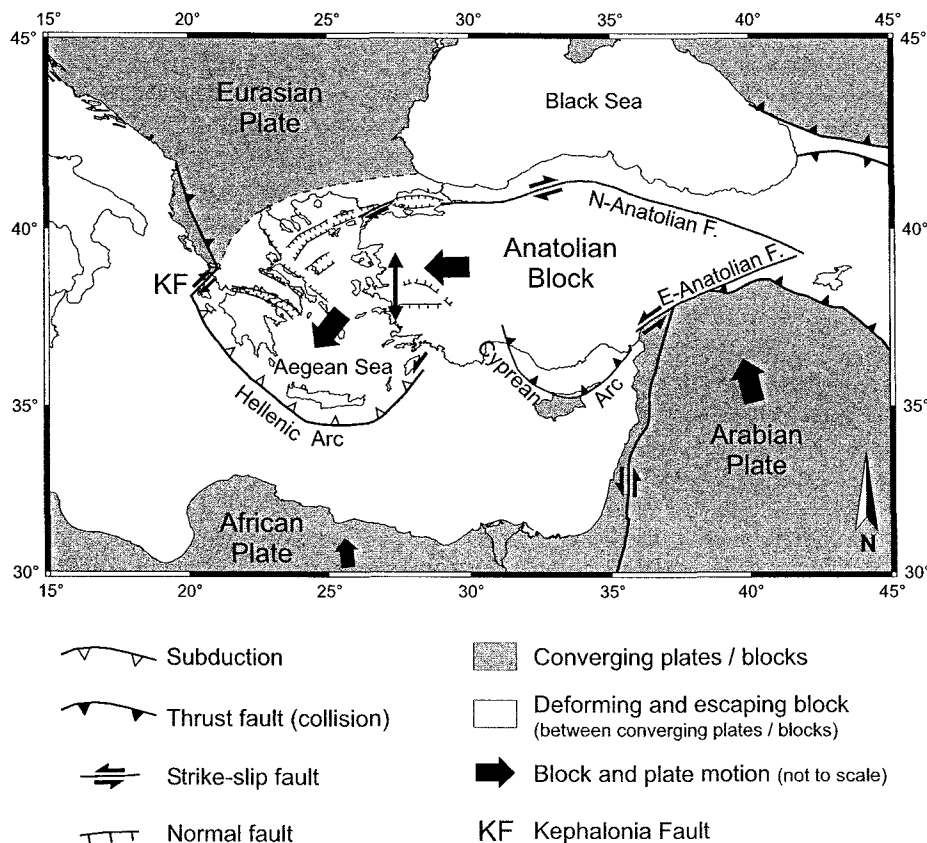 15° 20° 25° 30° 35° 40° 45°
45° 45°
Eurasian
Plate
Black Sea
40° 40°
N-Anatolian F.
Anatolian
Block
KF
E-Anatolian F.
Aegean Sea
Cyprean
Arc
35° 35°
Hellenic
Arc
Arabian
Plate
African
Plate
N
30° 30°
15° 20° 25° 30° 35° 40° 45°
Subduction
Thrust fault (collision)
Strike-slip fault
Normal fault
Converging plates / blocks
Deforming and escaping block
(between converging plates / blocks)
Block and plate motion (not to scale)
KF Kephalonia Fault